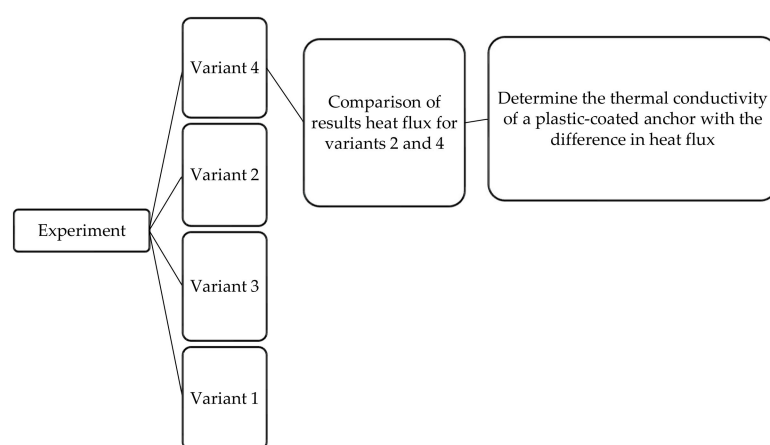 Experiment
Variant 4
Variant 2
Variant 3
Variant 1
Comparison of
results heat flux for
variants 2 and 4
Determine the thermal conductivity
of a plastic-coated anchor with the
difference in heat flux